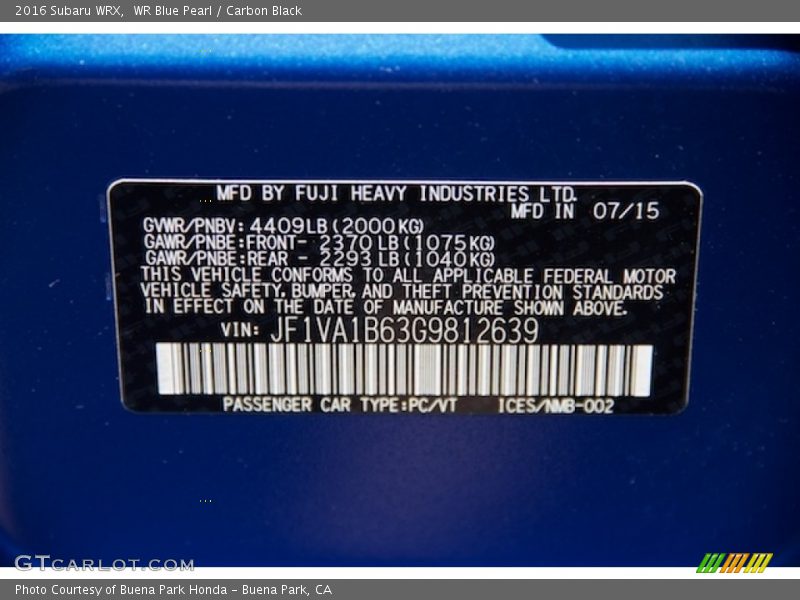 2016 Subaru WRX,  WR Blue Pearl / Carbon Black
MFD BY FUJI HEAVY INDUSTRIES LTD.
MFD IN 07/15
GVWR/PNBV: 4409LB (2000KG)
GAWR/PNBE:FRONT- 2370LB (1075KG)
GAWR/PNBE:REAR - 2293LB (1040KG)
THIS VEHICLE CONFORMS TO ALL APPLICABLE FEDERAL MOTOR
VEHICLE SAFETY, BUMPER, AND THEFT PREVENTION STANDARDS
IN EFFECT ON THE DATE OF MANUFACTURE SHOWN ABOVE.
VIN: JF1VA1B63G9812639
PASSENGER CAR TYPE:PC/VT ICES/NMB-002
GTCARLOT.COM
Photo Courtesy of Buena Park Honda - Buena Park, CA